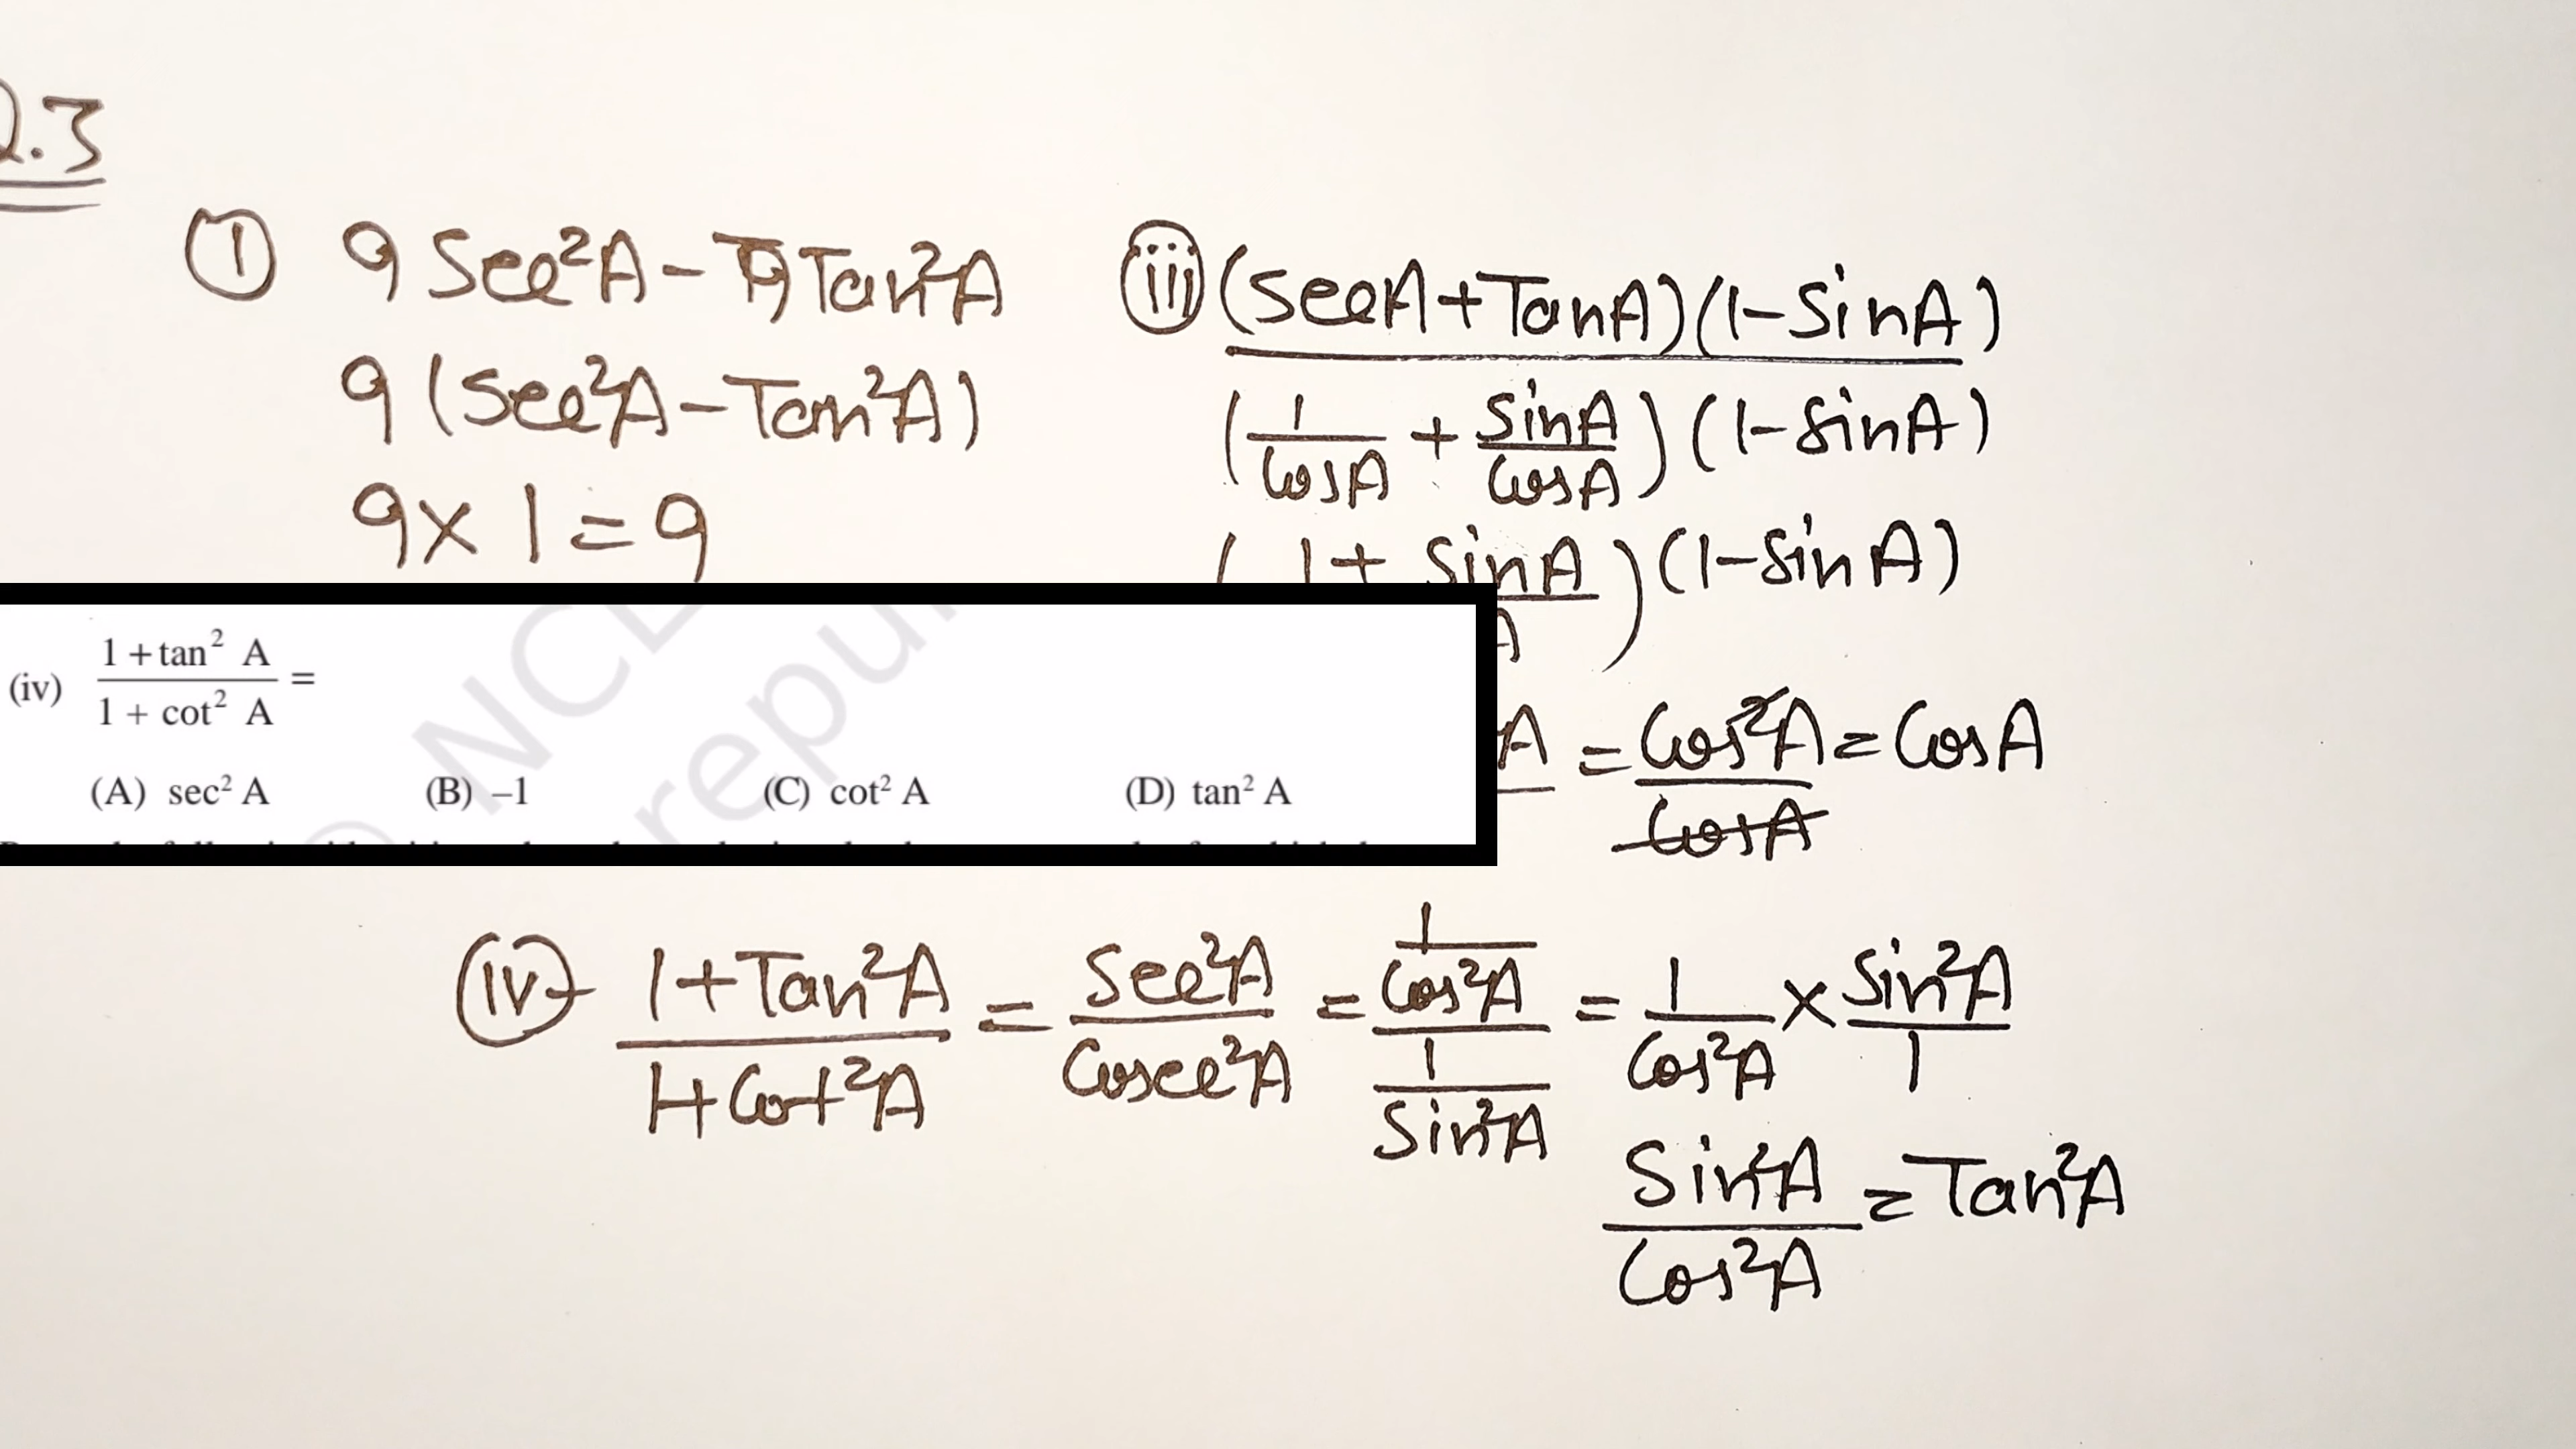 Q.3
① 9 Sec²A - 9 Tan²A
9 (Sec²A - Tan²A)
9 × 1 = 9
(iii) (SecA + TanA)(1 - SinA)
(1/CosA + SinA/CosA)(1 - SinA)
(1 + SinA / A)(1 - SinA)
A = Cos²A/CosA = CosA
(iv) 1 + tan² A / 1 + cot² A =
(A) sec² A (B) –1 (C) cot² A (D) tan² A
(iv) 1 + Tan²A / 1 + Cot²A = Sec²A / Cosec²A = 1/Cos²A / 1/Sin²A = 1/Cos²A × Sin²A/1
Sin²A/Cos²A = Tan²A